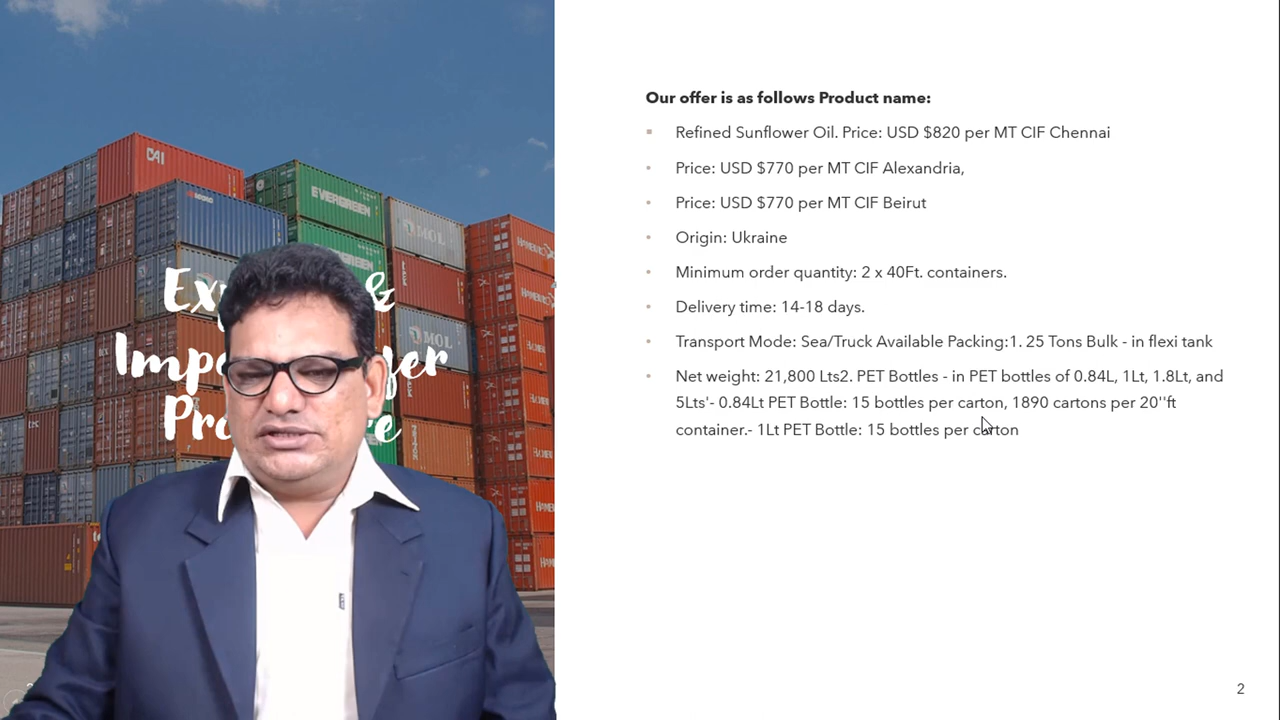 CAI
EVERGREEN
MOL
MOL
Our offer is as follows Product name:
Refined Sunflower Oil. Price: USD $820 per MT CIF Chennai
Price: USD $770 per MT CIF Alexandria,
Price: USD $770 per MT CIF Beirut
Origin: Ukraine
Minimum order quantity: 2 x 40Ft. containers.
Delivery time: 14-18 days.
Transport Mode: Sea/Truck Available Packing:1. 25 Tons Bulk - in flexi tank
Net weight: 21,800 Lts2. PET Bottles - in PET bottles of 0.84L, 1Lt, 1.8Lt, and
5Lts'- 0.84Lt PET Bottle: 15 bottles per carton, 1890 cartons per 20''ft
container.- 1Lt PET Bottle: 15 bottles per carton
2